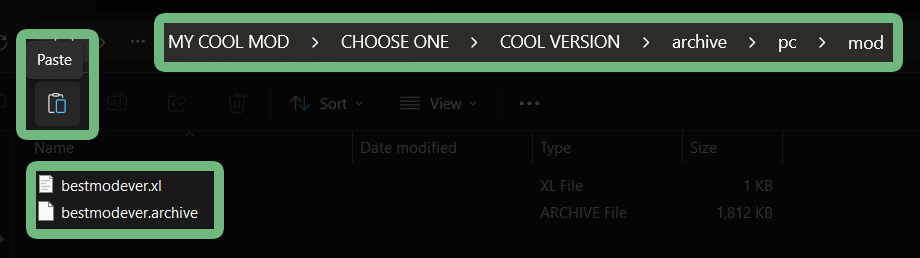 MY COOL MOD > CHOOSE ONE > COOL VERSION > archive > pc > mod
Paste
Sort View
Name Date modified Type Size
bestmodever.xl XL File 1 KB
bestmodever.archive ARCHIVE File 1,812 KB